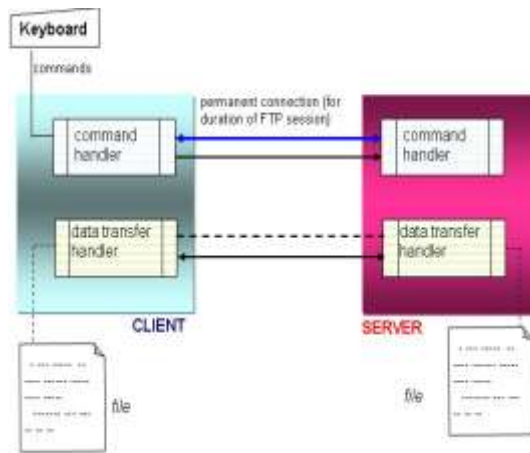 Keyboard
commands
permanent connection (for
duration of FTP session)
command
handler
command
handler
data transfer
handler
data transfer
handler
CLIENT
SERVER
file
file